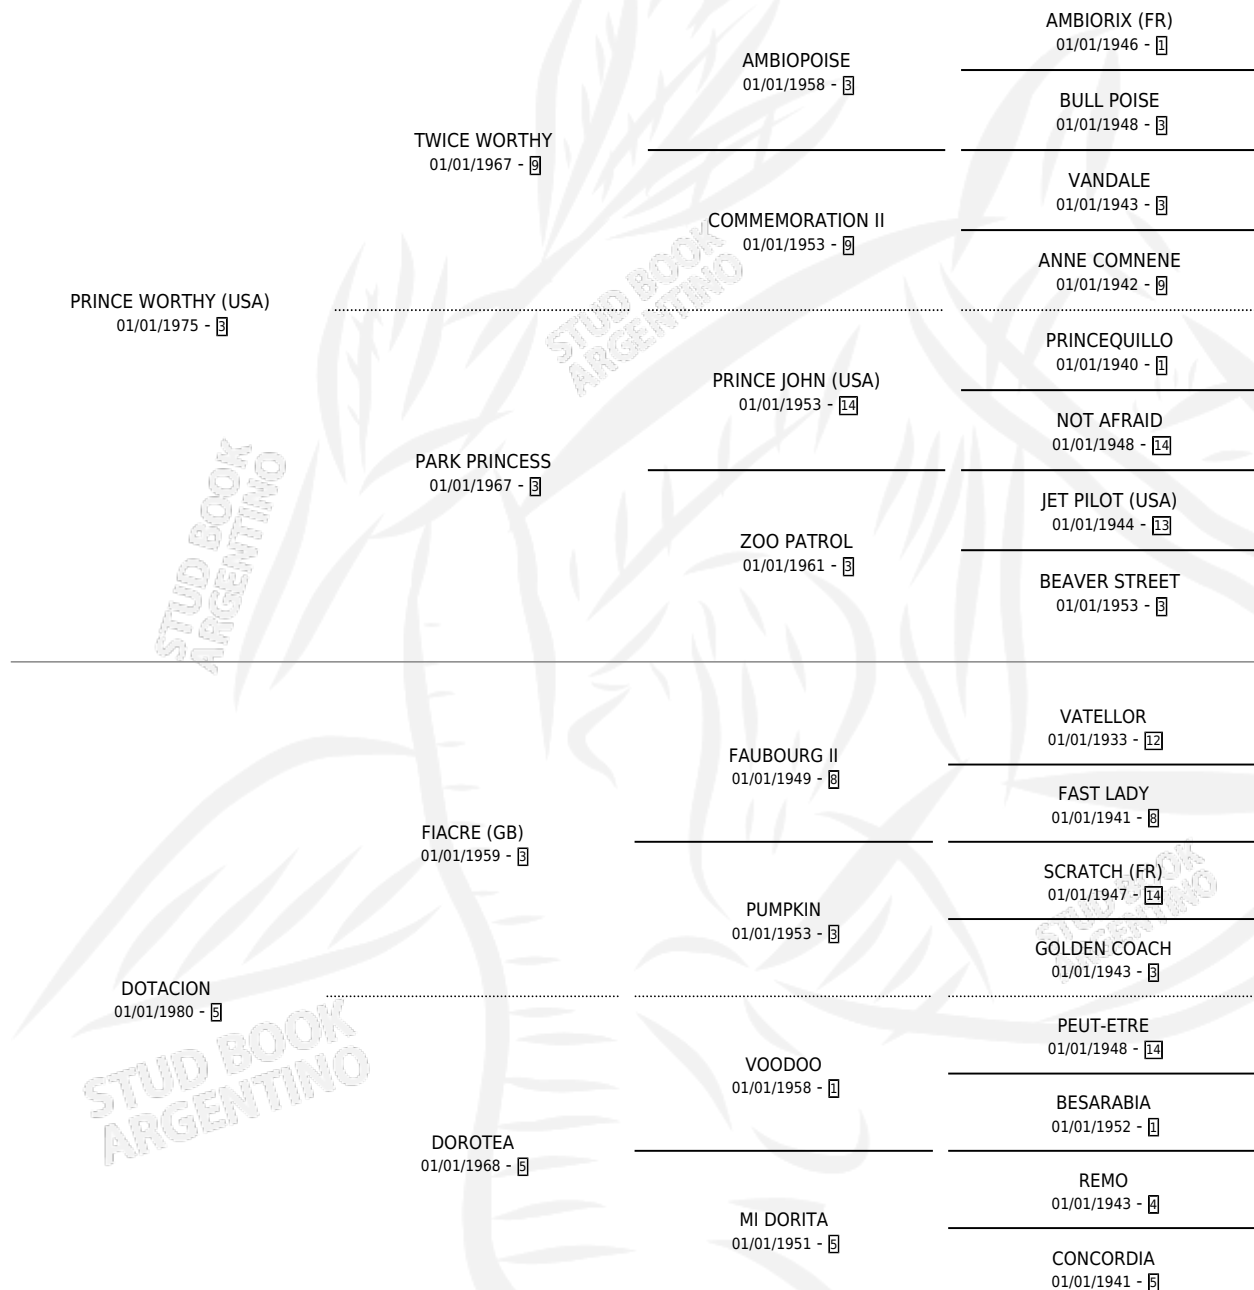 AMBIORIX (FR)
01/01/1946 - 1
AMBIOPOISE
01/01/1958 - 3
BULL POISE
01/01/1948 - 3
TWICE WORTHY
01/01/1967 - 9
VANDALE
01/01/1943 - 3
COMMEMORATION II
01/01/1953 - 9
ANNE COMNENE
01/01/1942 - 9
PRINCE WORTHY (USA)
01/01/1975 - 3
PRINCEQUILLO
01/01/1940 - 1
PRINCE JOHN (USA)
01/01/1953 - 14
NOT AFRAID
01/01/1948 - 14
PARK PRINCESS
01/01/1967 - 3
JET PILOT (USA)
01/01/1944 - 13
ZOO PATROL
01/01/1961 - 3
BEAVER STREET
01/01/1953 - 3
STUD BOOK
ARGENTINO
STUD BOOK
ARGENTINO
VATELLOR
01/01/1933 - 12
FAUBOURG II
01/01/1949 - 8
FAST LADY
01/01/1941 - 8
FIACRE (GB)
01/01/1959 - 3
SCRATCH (FR)
01/01/1947 - 14
PUMPKIN
01/01/1953 - 3
GOLDEN COACH
01/01/1943 - 3
STUD BOOK
ARGENTINO
DOTACION
01/01/1980 - 5
PEUT-ETRE
01/01/1948 - 14
VOODOO
01/01/1958 - 1
BESARABIA
01/01/1952 - 1
DOROTEA
01/01/1968 - 5
REMO
01/01/1943 - 4
MI DORITA
01/01/1951 - 5
CONCORDIA
01/01/1941 - 5
STUD BOOK
ARGENTINO